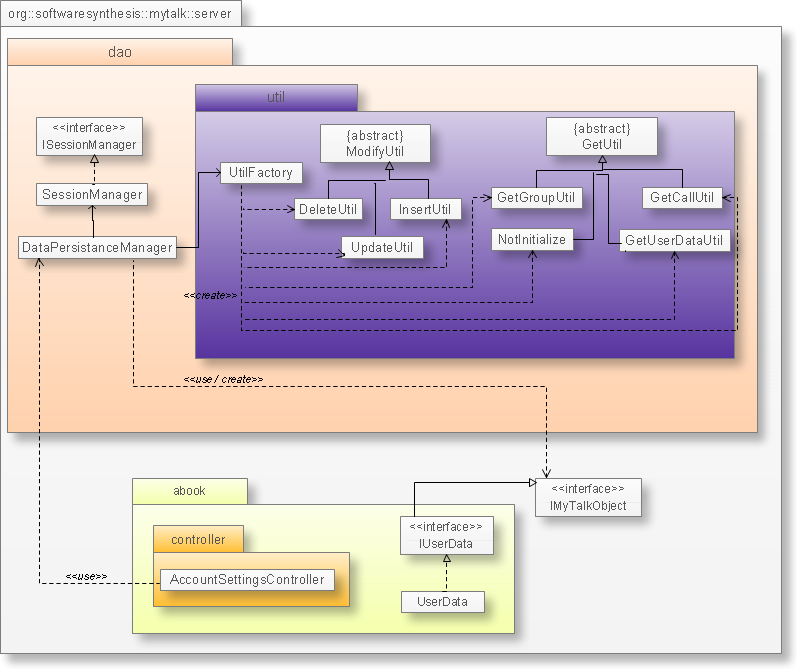 org::softwaresynthesis::mytalk::server
dao
util
<<interface>>
ISessionManager
{abstract}
ModifyUtil
{abstract}
GetUtil
UtilFactory
SessionManager
DeleteUtil
InsertUtil
GetGroupUtil
GetCallUtil
DataPersistanceManager
UpdateUtil
NotInitialize
GetUserDataUtil
<<create>>
<<use / create>>
abook
<<interface>>
IMyTalkObject
controller
<<interface>>
IUserData
<<use>>
AccountSettingsController
UserData